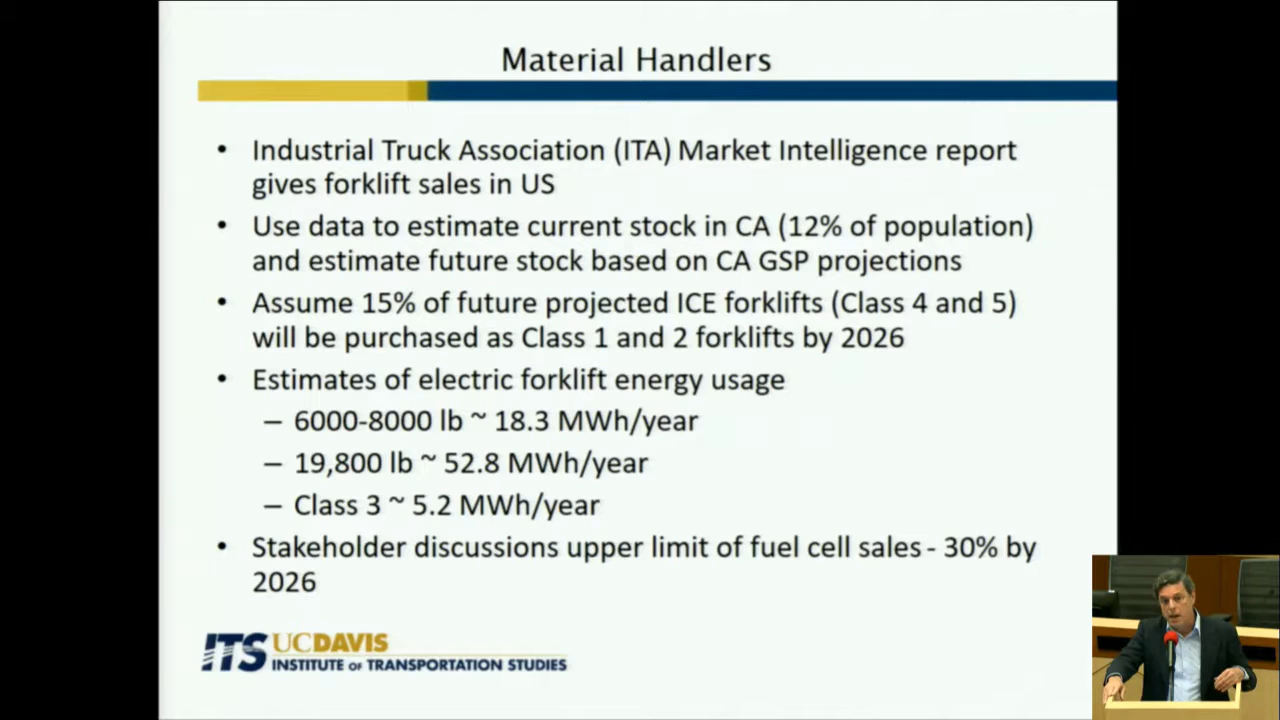 Material Handlers
• Industrial Truck Association (ITA) Market Intelligence report
gives forklift sales in US
• Use data to estimate current stock in CA (12% of population)
and estimate future stock based on CA GSP projections
• Assume 15% of future projected ICE forklifts (Class 4 and 5)
will be purchased as Class 1 and 2 forklifts by 2026
• Estimates of electric forklift energy usage
– 6000-8000 lb ~ 18.3 MWh/year
– 19,800 lb ~ 52.8 MWh/year
– Class 3 ~ 5.2 MWh/year
• Stakeholder discussions upper limit of fuel cell sales - 30% by
2026
ITS UCDAVIS
INSTITUTE OF TRANSPORTATION STUDIES